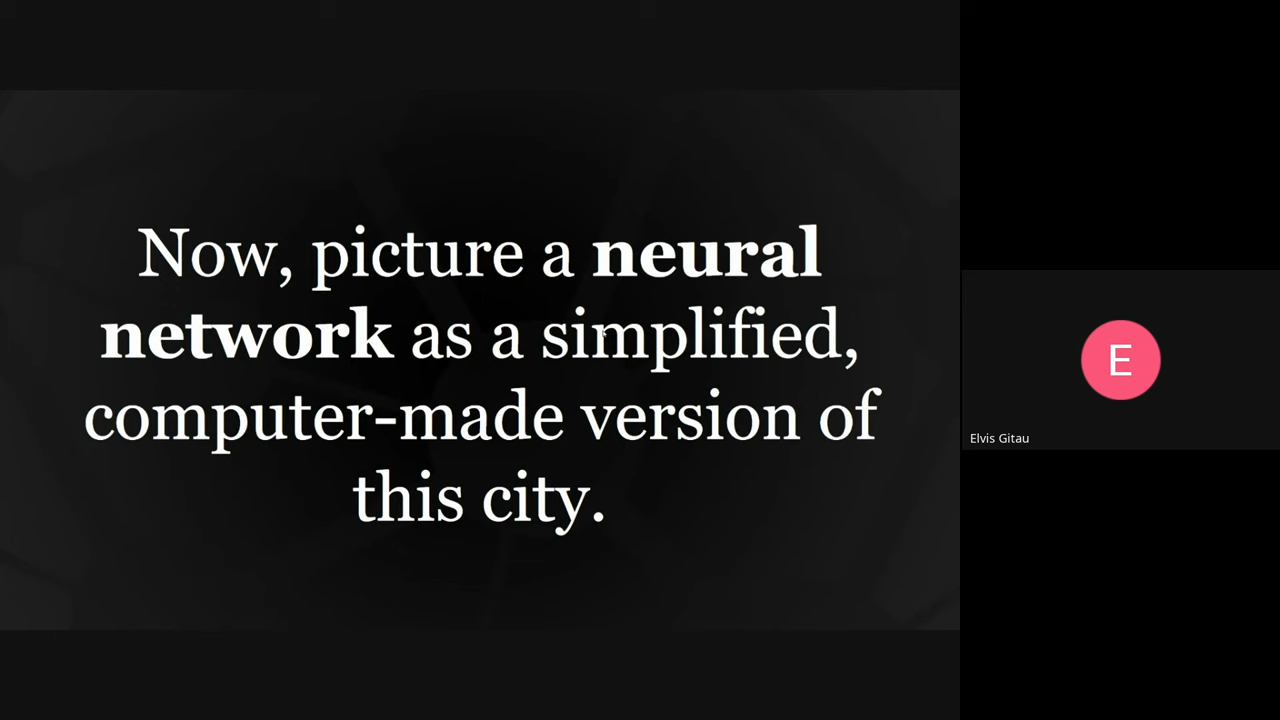 Now, picture a neural
network as a simplified,
computer-made version of
this city.
E
Elvis Gitau